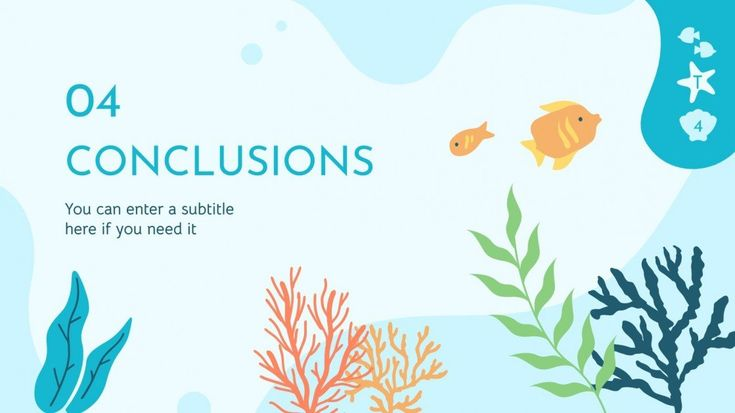 04
CONCLUSIONS
You can enter a subtitle
here if you need it
T
4